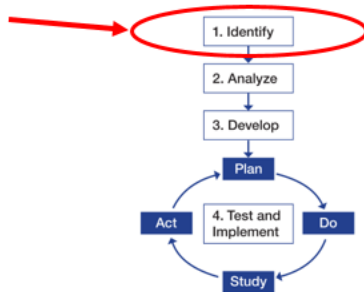 1. Identify
2. Analyze
3. Develop
Plan
Act
4. Test and
Implement
Do
Study